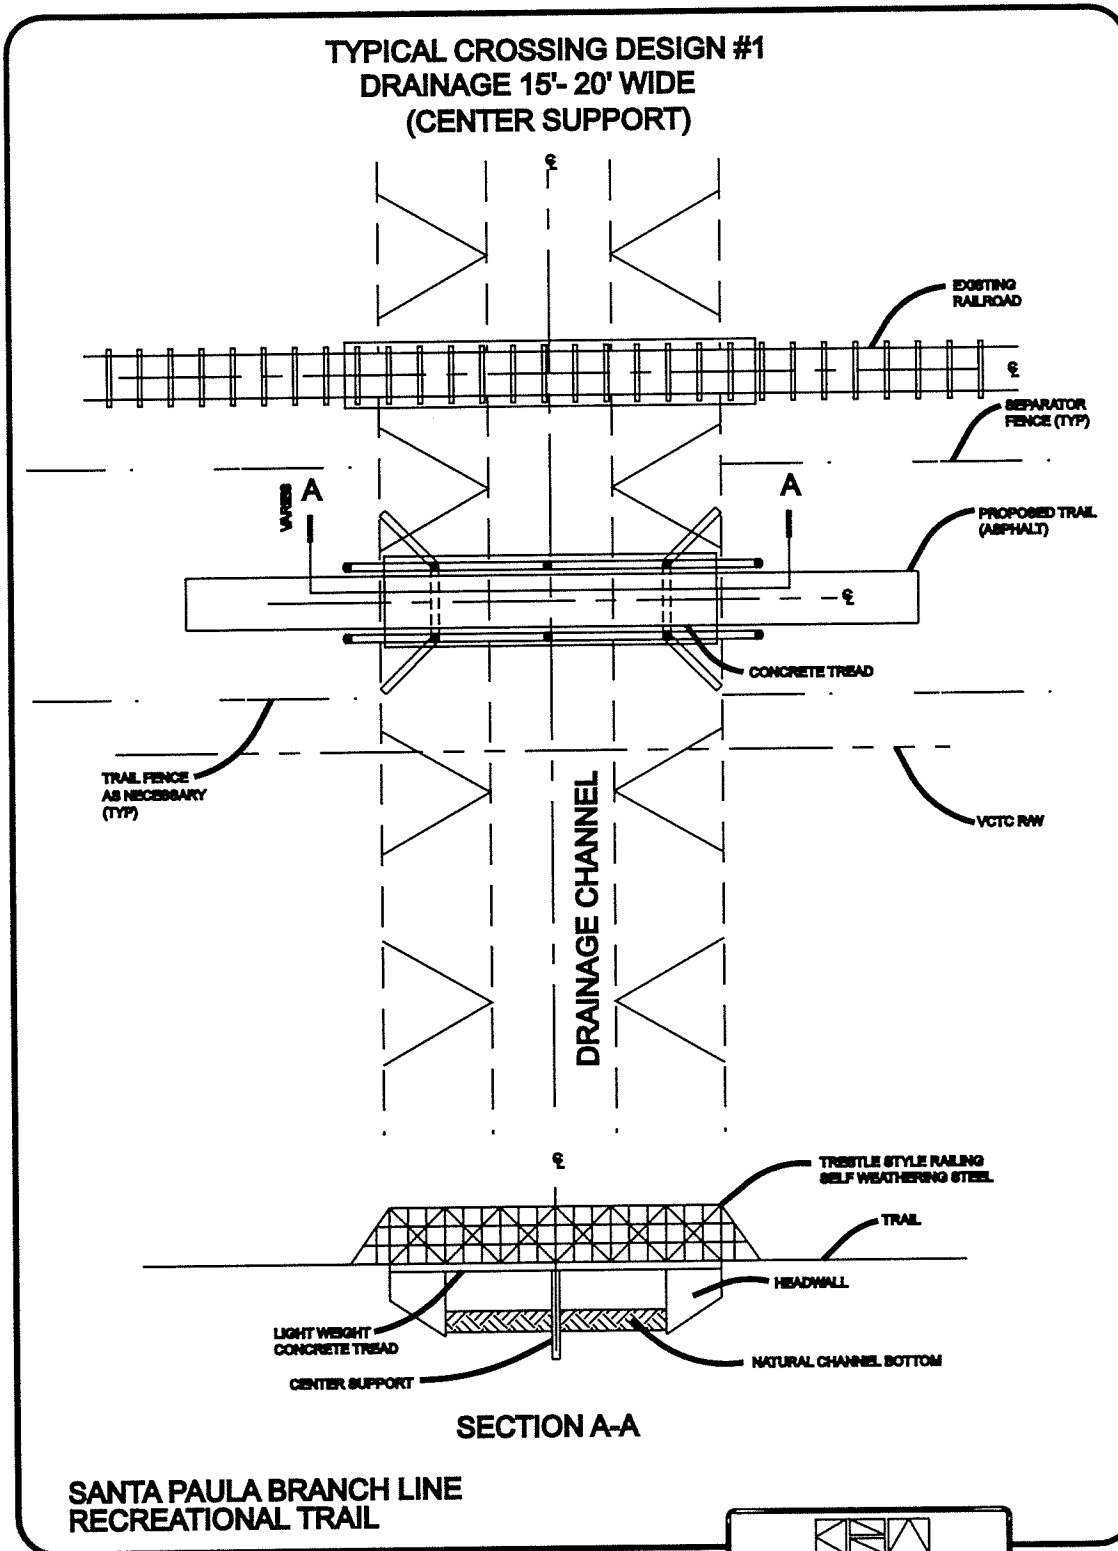 TYPICAL CROSSING DESIGN #1
DRAINAGE 15'- 20' WIDE
(CENTER SUPPORT)
℄
EXISTING
RAILROAD
℄
SEPARATOR
FENCE (TYP)
VARIES
A
A
PROPOSED TRAIL
(ASPHALT)
℄
CONCRETE TREAD
TRAIL FENCE
AS NECESSARY
(TYP)
VCTC R/W
DRAINAGE CHANNEL
℄
TRESTLE STYLE RAILING
SELF WEATHERING STEEL
TRAIL
HEADWALL
LIGHT WEIGHT
CONCRETE TREAD
NATURAL CHANNEL BOTTOM
CENTER SUPPORT
SECTION A-A
SANTA PAULA BRANCH LINE
RECREATIONAL TRAIL